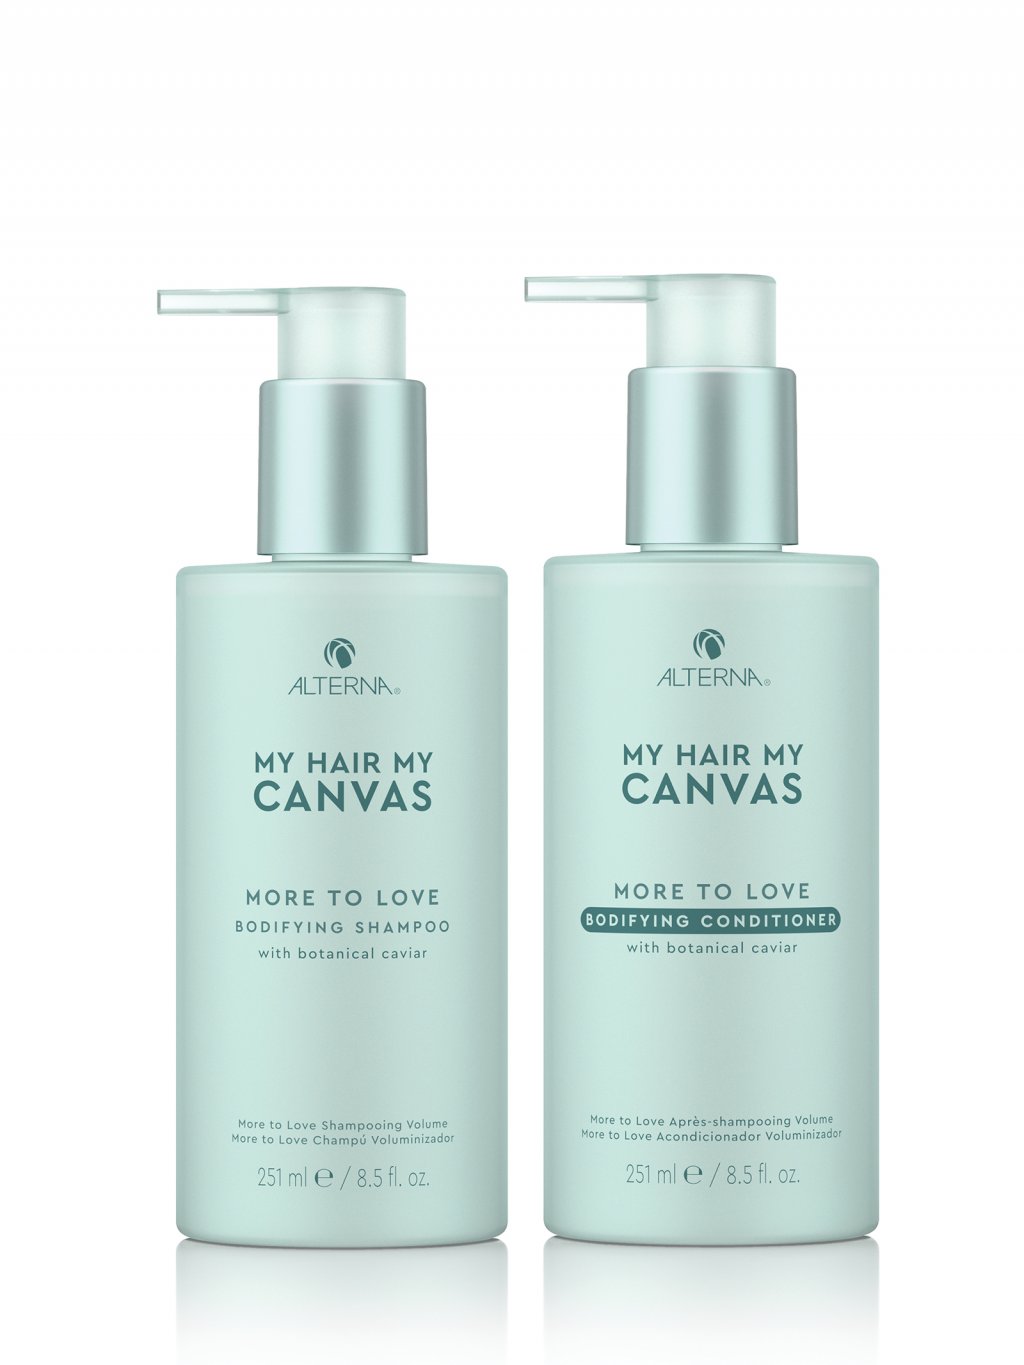 ALTERNA®
MY HAIR MY
CANVAS
MORE TO LOVE
BODIFYING SHAMPOO
with botanical caviar
More to Love Shampooing Volume
More to Love Champú Voluminizador
251 ml ℮ / 8.5 fl. oz.
ALTERNA®
MY HAIR MY
CANVAS
MORE TO LOVE
BODIFYING CONDITIONER
with botanical caviar
More to Love Après-shampooing Volume
More to Love Acondicionador Voluminizador
251 ml ℮ / 8.5 fl. oz.